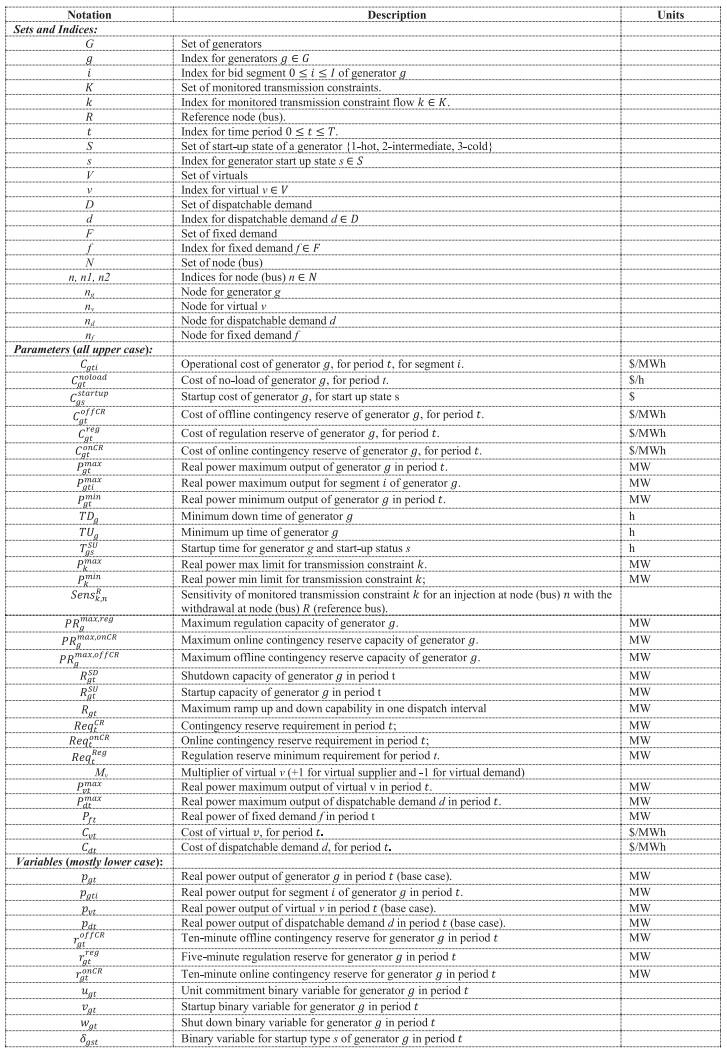 Notation Description Units
Sets and Indices:
G Set of generators
g Index for generators g ∈ G
i Index for bid segment 0 ≤ i ≤ I of generator g
K Set of monitored transmission constraints.
k Index for monitored transmission constraint flow k ∈ K.
R Reference node (bus).
t Index for time period 0 ≤ t ≤ T.
S Set of start-up state of a generator {1-hot, 2-intermediate, 3-cold}
s Index for generator start up state s ∈ S
V Set of virtuals
v Index for virtual v ∈ V
D Set of dispatchable demand
d Index for dispatchable demand d ∈ D
F Set of fixed demand
f Index for fixed demand f ∈ F
N Set of node (bus)
n, n1, n2 Indices for node (bus) n ∈ N
n_g Node for generator g
n_v Node for virtual v
n_d Node for dispatchable demand d
n_f Node for fixed demand f
Parameters (all upper case):
C_{gti} Operational cost of generator g, for period t, for segment i. $/MWh
C_{gt}^{noload} Cost of no-load of generator g, for period t. $/h
C_{gs}^{startup} Startup cost of generator g, for start up state s $
C_{gt}^{offCR} Cost of offline contingency reserve of generator g, for period t. $/MWh
C_{gt}^{reg} Cost of regulation reserve of generator g, for period t. $/MWh
C_{gt}^{onCR} Cost of online contingency reserve of generator g, for period t. $/MWh
P_{gt}^{max} Real power maximum output of generator g in period t. MW
P_{gti}^{max} Real power maximum output for segment i of generator g. MW
P_{gt}^{min} Real power minimum output of generator g in period t. MW
TD_g Minimum down time of generator g h
TU_g Minimum up time of generator g h
T_{gs}^{SU} Startup time for generator g and start-up status s h
P_k^{max} Real power max limit for transmission constraint k. MW
P_k^{min} Real power min limit for transmission constraint k; MW
Sens_{k,n}^R Sensitivity of monitored transmission constraint k for an injection at node (bus) n with the
withdrawal at node (bus) R (reference bus).
PR_g^{max,reg} Maximum regulation capacity of generator g. MW
PR_g^{max,onCR} Maximum online contingency reserve capacity of generator g. MW
PR_g^{max,offCR} Maximum offline contingency reserve capacity of generator g. MW
R_{gt}^{SD} Shutdown capacity of generator g in period t MW
R_{gt}^{SU} Startup capacity of generator g in period t MW
R_{gt} Maximum ramp up and down capability in one dispatch interval MW
Req_t^{CR} Contingency reserve requirement in period t; MW
Req_t^{onCR} Online contingency reserve requirement in period t; MW
Req_t^{Reg} Regulation reserve minimum requirement for period t. MW
M_v Multiplier of virtual v (+1 for virtual supplier and -1 for virtual demand)
P_{vt}^{max} Real power maximum output of virtual v in period t. MW
P_{dt}^{max} Real power maximum output of dispatchable demand d in period t. MW
P_{ft} Real power of fixed demand f in period t MW
C_{vt} Cost of virtual v, for period t. $/MWh
C_{dt} Cost of dispatchable demand d, for period t. $/MWh
Variables (mostly lower case):
p_{gt} Real power output of generator g in period t (base case). MW
p_{gti} Real power output for segment i of generator g in period t. MW
p_{vt} Real power output of virtual v in period t (base case). MW
p_{dt} Real power output of dispatchable demand d in period t (base case). MW
r_{gt}^{offCR} Ten-minute offline contingency reserve for generator g in period t MW
r_{gt}^{reg} Five-minute regulation reserve for generator g in period t MW
r_{gt}^{onCR} Ten-minute online contingency reserve for generator g in period t MW
u_{gt} Unit commitment binary variable for generator g in period t
v_{gt} Startup binary variable for generator g in period t
w_{gt} Shut down binary variable for generator g in period t
δ_{gst} Binary variable for startup type s of generator g in period t